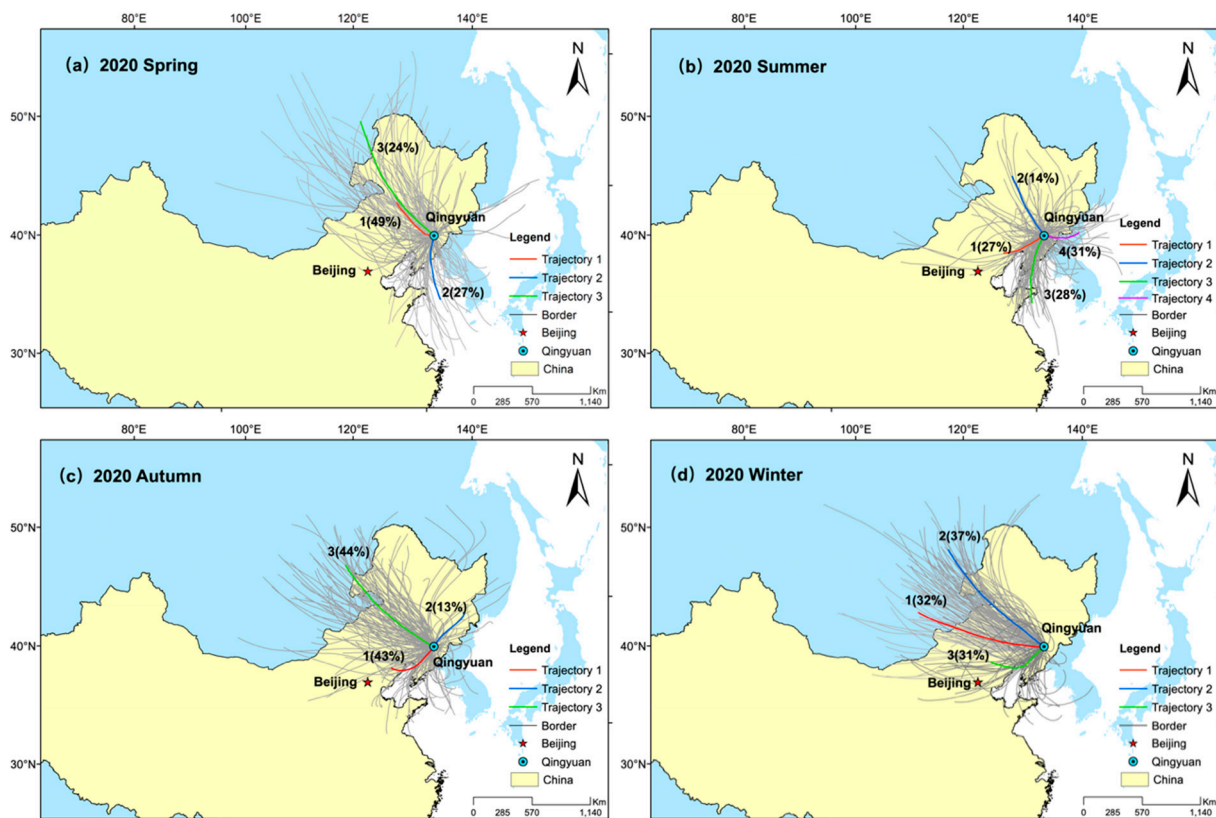 80°E 100°E 120°E 140°E
(a) 2020 Spring
N
50°N
40°N
30°N
3(24%)
1(49%)
Qingyuan
Beijing
2(27%)
Legend
Trajectory 1
Trajectory 2
Trajectory 3
Border
Beijing
Qingyuan
China
Km
0 285 570 1,140
80°E 100°E 120°E 140°E
(b) 2020 Summer
N
50°N
40°N
30°N
2(14%)
Qingyuan
1(27%)
4(31%)
Beijing
3(28%)
Legend
Trajectory 1
Trajectory 2
Trajectory 3
Trajectory 4
Border
Beijing
Qingyuan
China
Km
0 285 570 1,140
80°E 100°E 120°E 140°E
(c) 2020 Autumn
N
50°N
40°N
30°N
3(44%)
2(13%)
1(43%)
Qingyuan
Beijing
Legend
Trajectory 1
Trajectory 2
Trajectory 3
Border
Beijing
Qingyuan
China
Km
0 285 570 1,140
80°E 100°E 120°E 140°E
(d) 2020 Winter
N
50°N
40°N
30°N
2(37%)
1(32%)
Qingyuan
3(31%)
Beijing
Legend
Trajectory 1
Trajectory 2
Trajectory 3
Border
Beijing
Qingyuan
China
Km
0 285 570 1,140